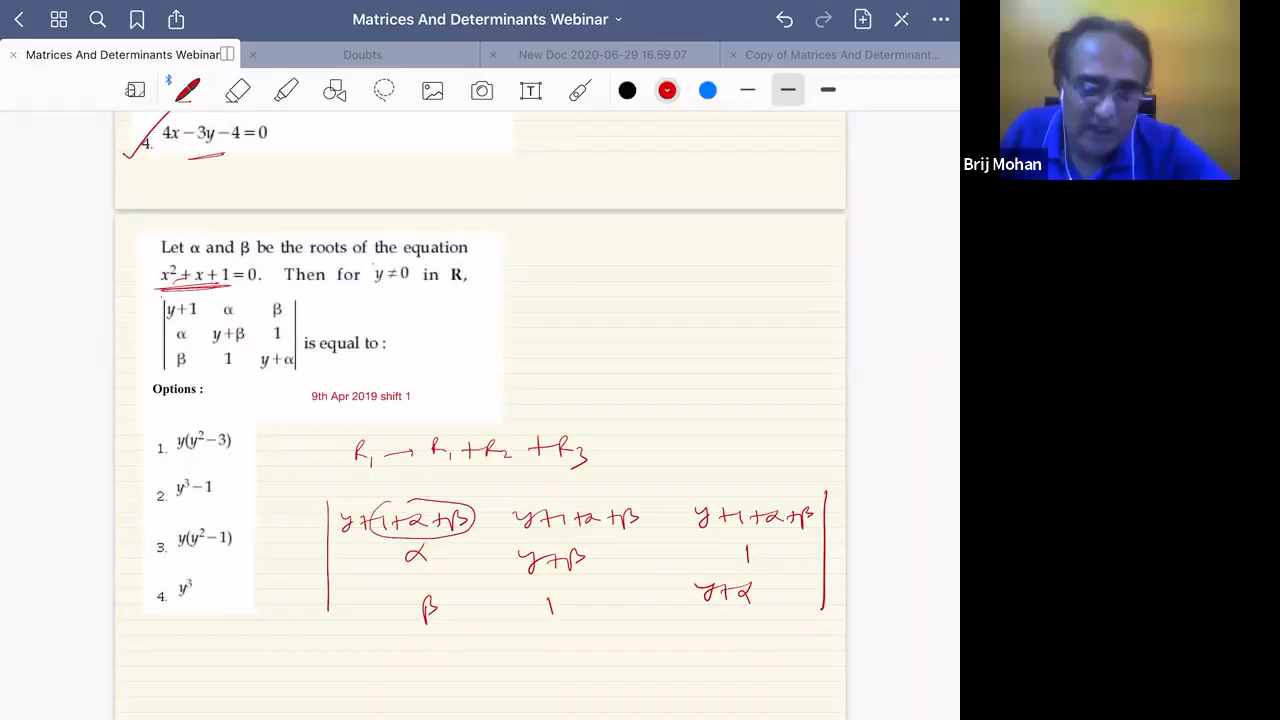 Matrices And Determinants Webinar
Matrices And Determinants Webinar
Doubts
New Doc 2020-06-29 16.59.07
Copy of Matrices And Determinant...
T
4. 4x − 3y − 4 = 0
Brij Mohan
Let α and β be the roots of the equation
x² + x + 1 = 0. Then for y ≠ 0 in R,
|y+1 α β|
|α y+β 1| is equal to :
|β 1 y+α|
Options :
9th Apr 2019 shift 1
1. y(y² − 3)
2. y³ − 1
3. y(y² − 1)
4. y³
R₁ → R₁ + R₂ + R₃
|y+1+α+β y+1+α+β y+1+α+β|
|α y+β 1|
|β 1 y+α|